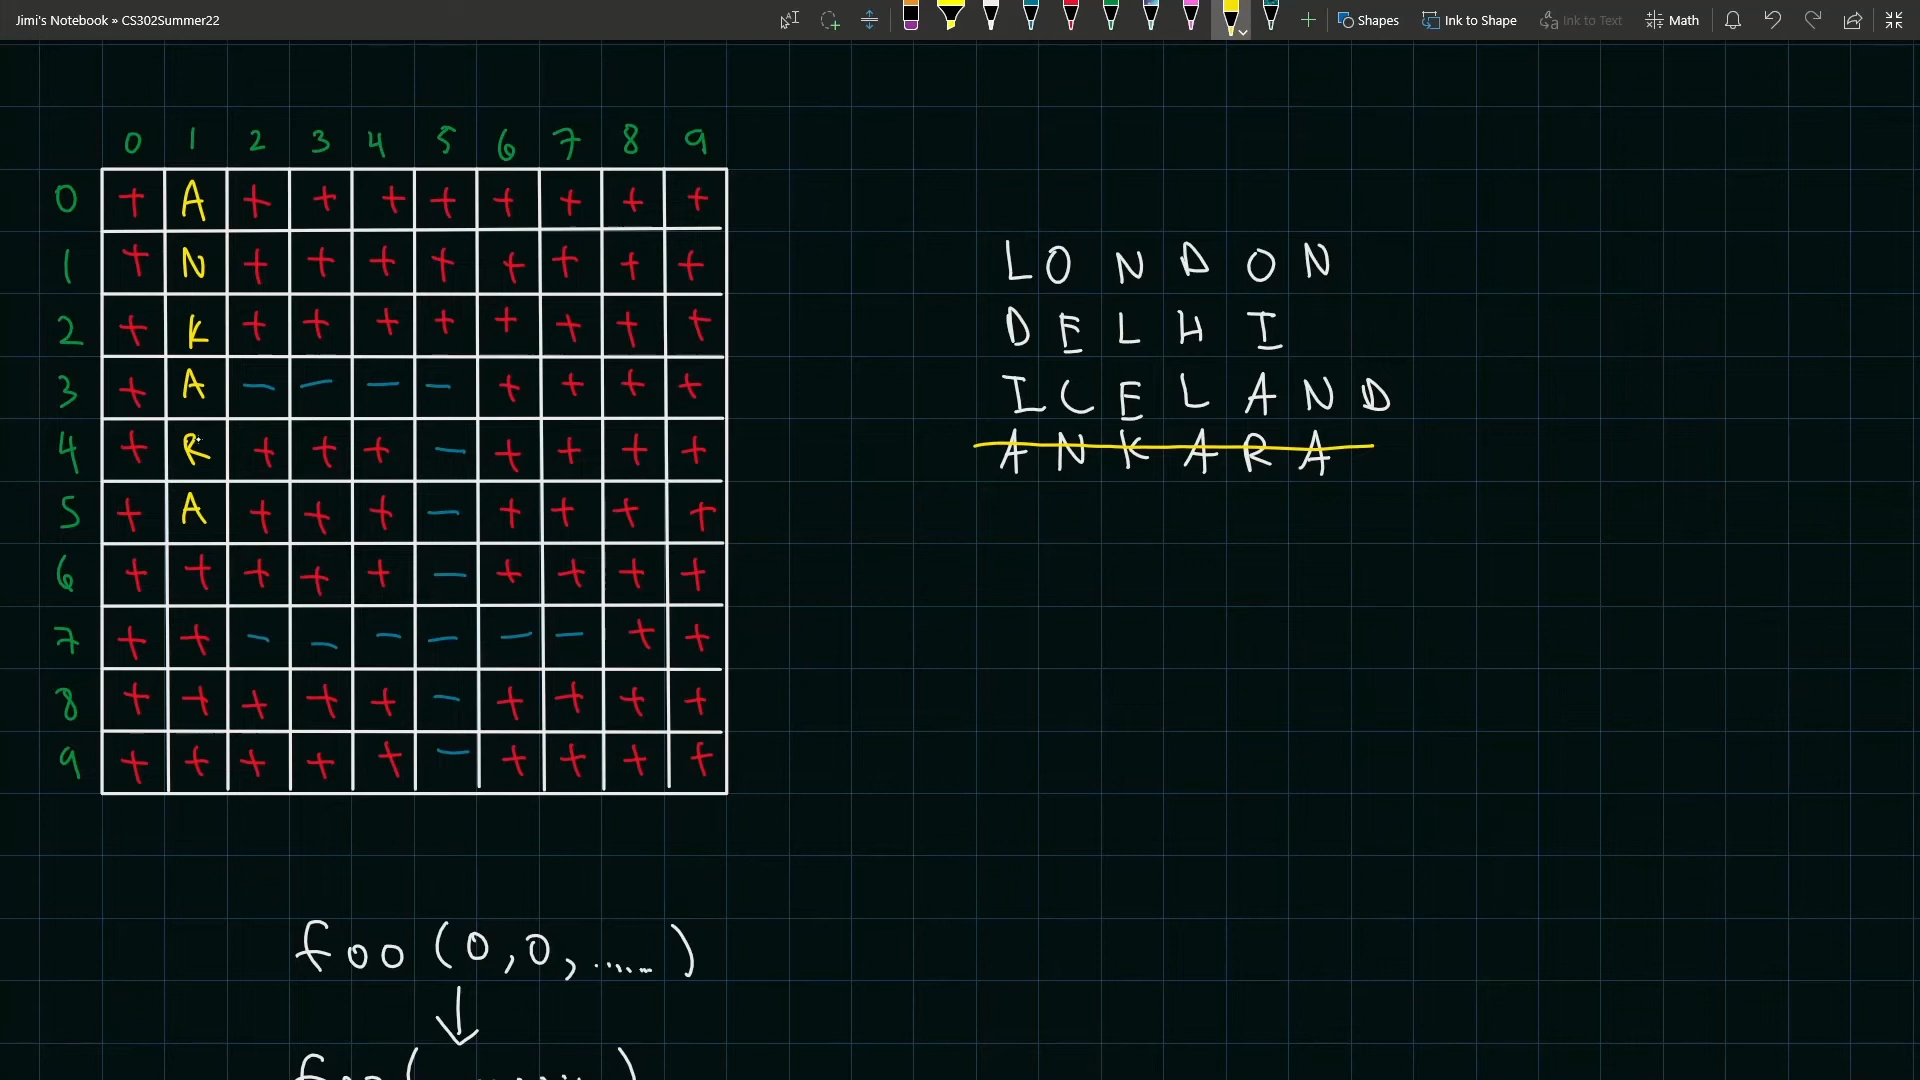 Jimi's Notebook » CS302Summer22
Shapes Ink to Shape Ink to Text Math
0 1 2 3 4 5 6 7 8 9
0 + A + + + + + + + +
1 + N + + + + + + + +
2 + K + + + + + + + +
3 + A - - - - + + + +
4 + R + + + - + + + +
5 + A + + + - + + + +
6 + + + + + - + + + +
7 + + - - - - - - + +
8 + + + + + - + + + +
9 + + + + + - + + + +
LONDON
DELHI
ICELAND
ANKARA
foo (0,0,......)